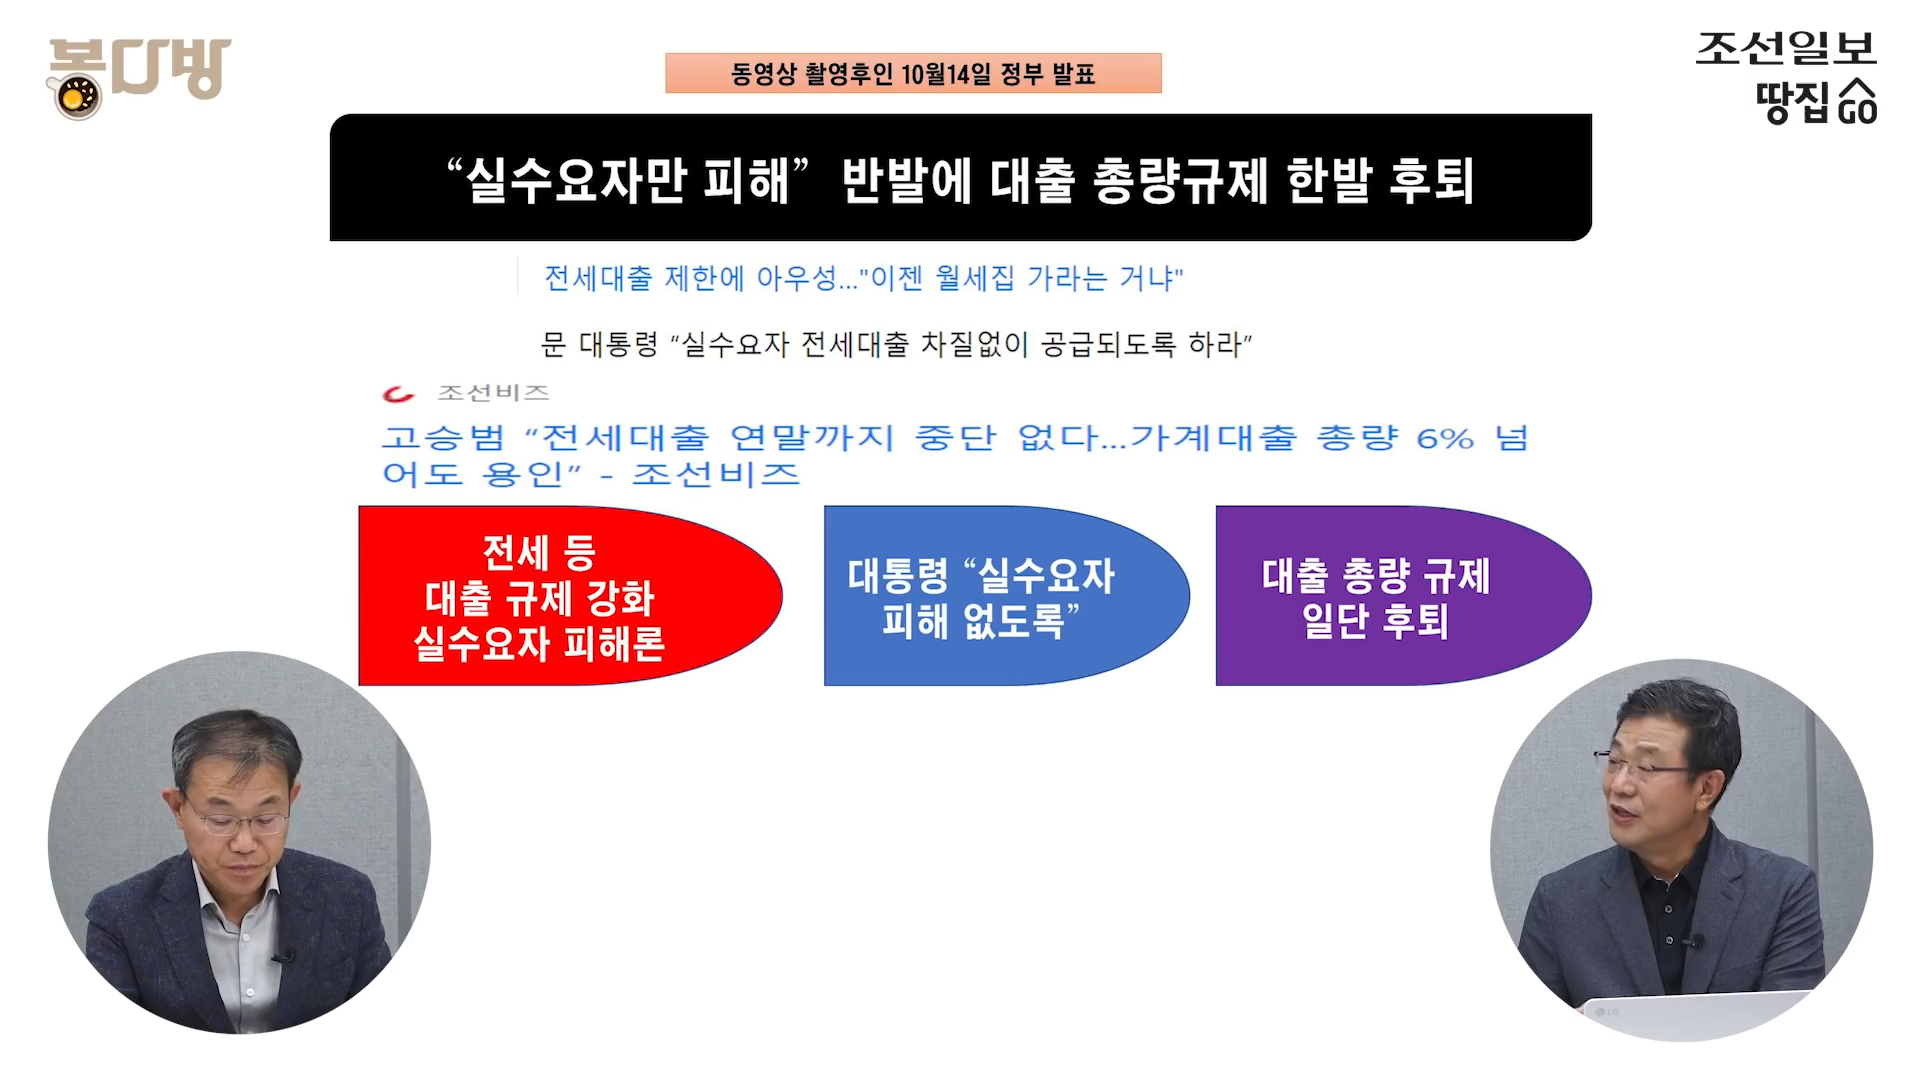 봉다방
조선일보
땅집GO
동영상 촬영후인 10월14일 정부 발표
“실수요자만 피해” 반발에 대출 총량규제 한발 후퇴
전세대출 제한에 아우성..."이젠 월세집 가라는 거냐"
문 대통령 “실수요자 전세대출 차질없이 공급되도록 하라”
조선비즈
고승범 “전세대출 연말까지 중단 없다...가계대출 총량 6% 넘
어도 용인” - 조선비즈
전세 등
대출 규제 강화
실수요자 피해론
대통령 “실수요자
피해 없도록”
대출 총량 규제
일단 후퇴
LG